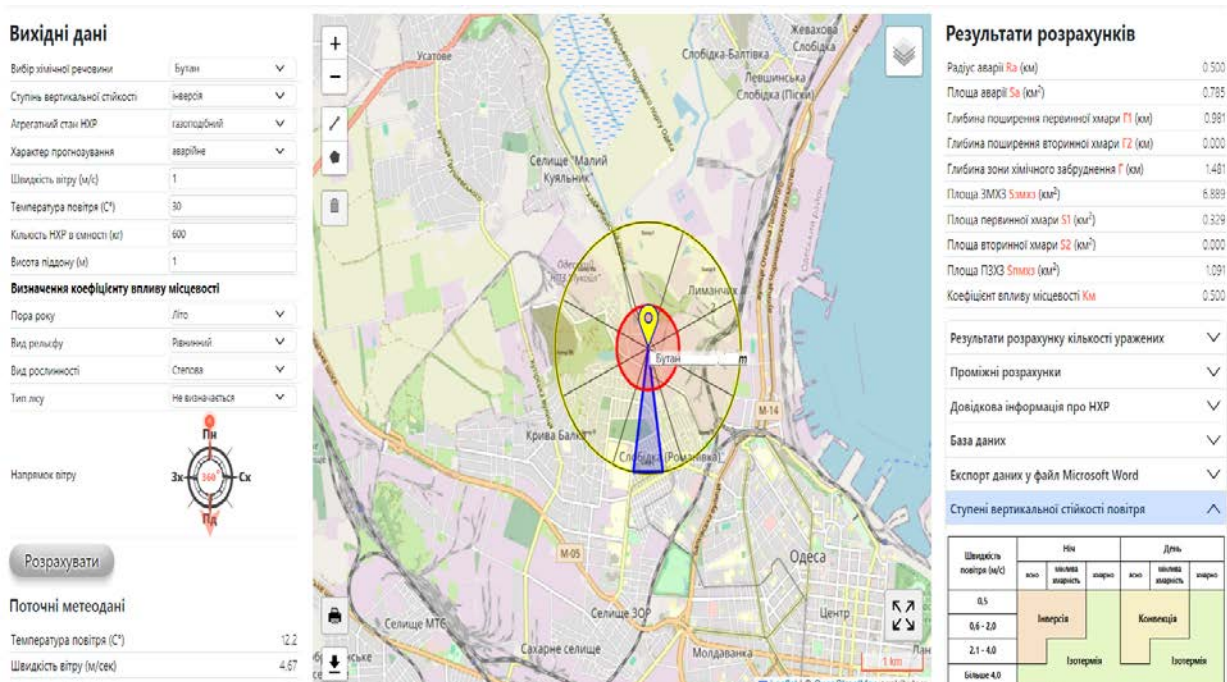 Вихідні дані
Вибір хімічної речовини Бутан
Ступінь вертикальної стійкості інверсія
Агрегатний стан НХР газоподібний
Характер прогнозування аварійне
Швидкість вітру (м/с) 1
Температура повітря (С°) 30
Кількість НХР в ємності (кг) 600
Висота піддону (м) 1
Визначення коефіцієнту впливу місцевості
Пора року Літо
Вид рельєфу Рівнинний
Вид рослинності Степова
Тип лісу Не визначається
Напрямок вітру
Пн
Зх 360° Сх
Пд
Розрахувати
Поточні метеодані
Температура повітря (С°) 12.2
Швидкість вітру (м/сек) 4.67
+
−
Усатове
Жевахова
Слобідка
Слобідка-Балтівка
Левшинська
Слобідка (Піски)
Селище "Малий
Куяльник"
Одеський
НПЗ "Лукойл"
Лиманчик
Бутан
m
M-14
Крива Балка
Слобідка (Романівка)
M-05
Одеса
Селище ЗОР
Центр
Селище МТБ
Сахарне селище
Молдаванка
1 km
Результати розрахунків
Радіус аварії Ra (км) 0.500
Площа аварії Sa (км²) 0.785
Глибина поширення первинної хмари Г1 (км) 0.981
Глибина поширення вторинної хмари Г2 (км) 0.000
Глибина зони хімічного забруднення Г (км) 1.481
Площа ЗМХЗ Sзмхз (км²) 6.889
Площа первинної хмари S1 (км²) 0.329
Площа вторинної хмари S2 (км²) 0.000
Площа ПЗХЗ Sпмхз (км²) 1.091
Коефіцієнт впливу місцевості Км 0.500
Результати розрахунку кількості уражених
Проміжні розрахунки
Довідкова інформація про НХР
База даних
Експорт даних у файл Microsoft Word
Ступені вертикальної стійкості повітря
Швидкість повітря (м/с) Ніч День
ясно мінлива хмарність хмарно ясно мінлива хмарність хмарно
0,5
0,6 - 2,0 Інверсія Конвекція
2,1 - 4,0 Ізотермія Ізотермія
Більше 4,0